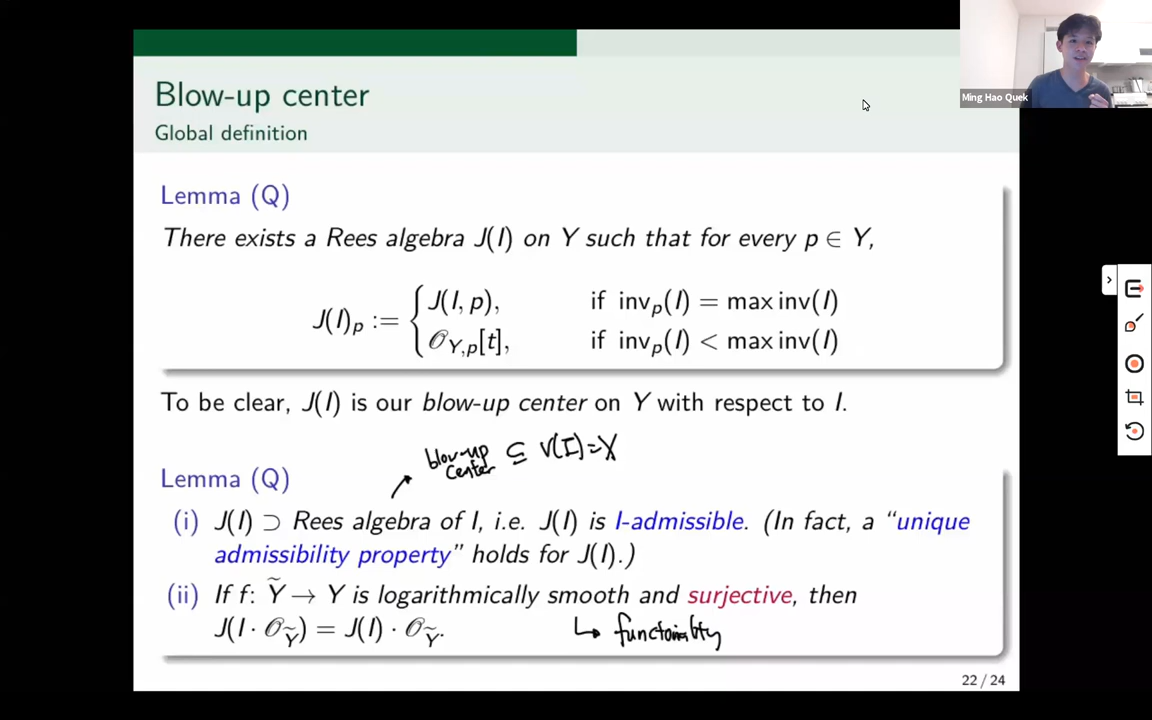 Ming Hao Quek
Blow-up center
Global definition
Lemma (Q)
There exists a Rees algebra J(I) on Y such that for every p ∈ Y,
J(I)ₚ := { J(I, p), if invₚ(I) = max inv(I)
𝒪_{Y,p}[t], if invₚ(I) < max inv(I)
To be clear, J(I) is our blow-up center on Y with respect to I.
blow-up center ⊆ V(I)=X
Lemma (Q)
(i) J(I) ⊃ Rees algebra of I, i.e. J(I) is I-admissible. (In fact, a “unique
admissibility property” holds for J(I).)
(ii) If f: Ỹ → Y is logarithmically smooth and surjective, then
J(I · 𝒪_Ỹ) = J(I) · 𝒪_Ỹ.
↳ functoriality
22 / 24